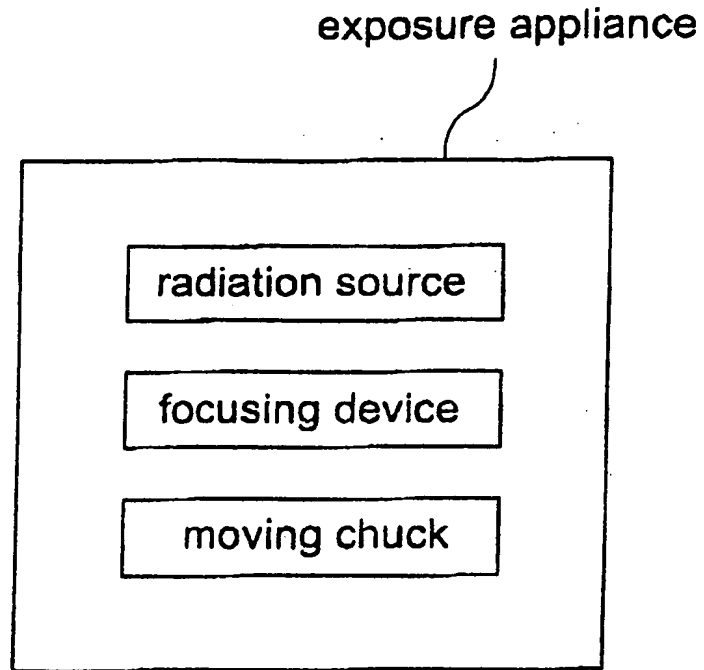 exposure appliance
radiation source
focusing device
moving chuck